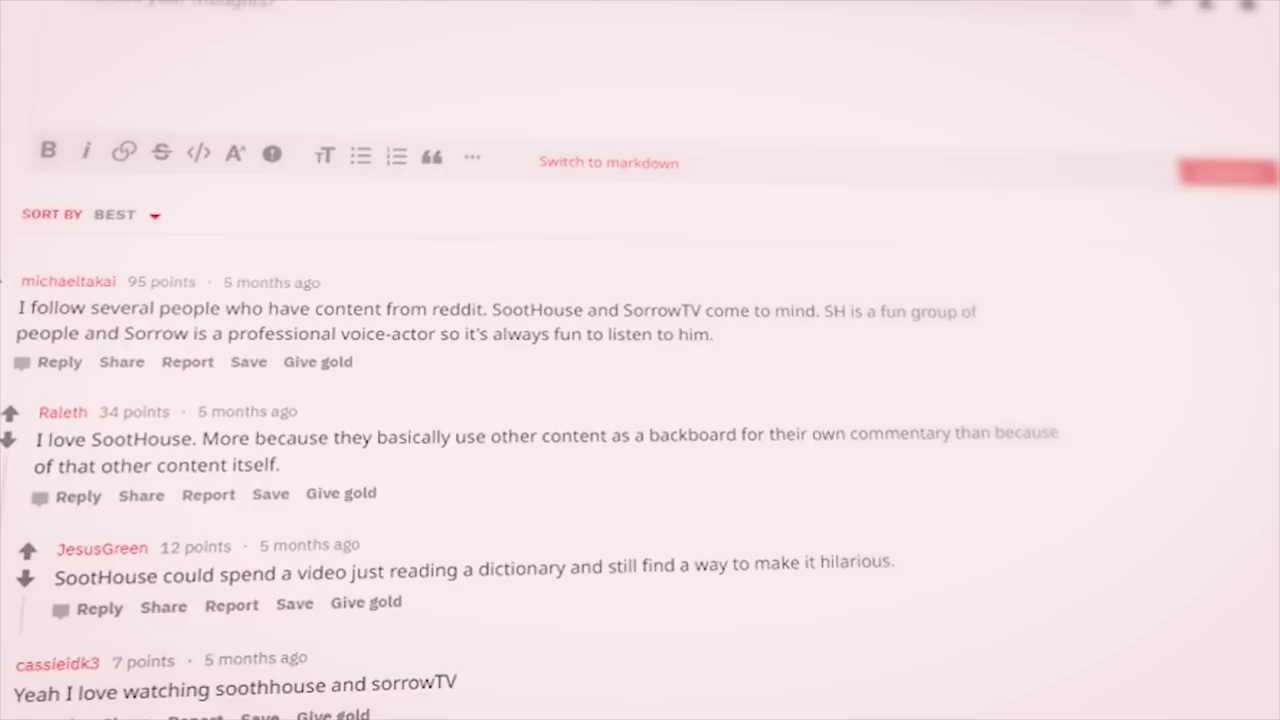 B i S </> A^ ! TT ❝ ... Switch to markdown
SORT BY BEST
michaeltakai 95 points · 5 months ago
I follow several people who have content from reddit. SootHouse and SorrowTV come to mind. SH is a fun group of
people and Sorrow is a professional voice-actor so it's always fun to listen to him.
Reply Share Report Save Give gold
Raleth 34 points · 5 months ago
I love SootHouse. More because they basically use other content as a backboard for their own commentary than because
of that other content itself.
Reply Share Report Save Give gold
JesusGreen 12 points · 5 months ago
SootHouse could spend a video just reading a dictionary and still find a way to make it hilarious.
Reply Share Report Save Give gold
cassieidk3 7 points · 5 months ago
Yeah I love watching soothhouse and sorrowTV
Share Report Save Give gold